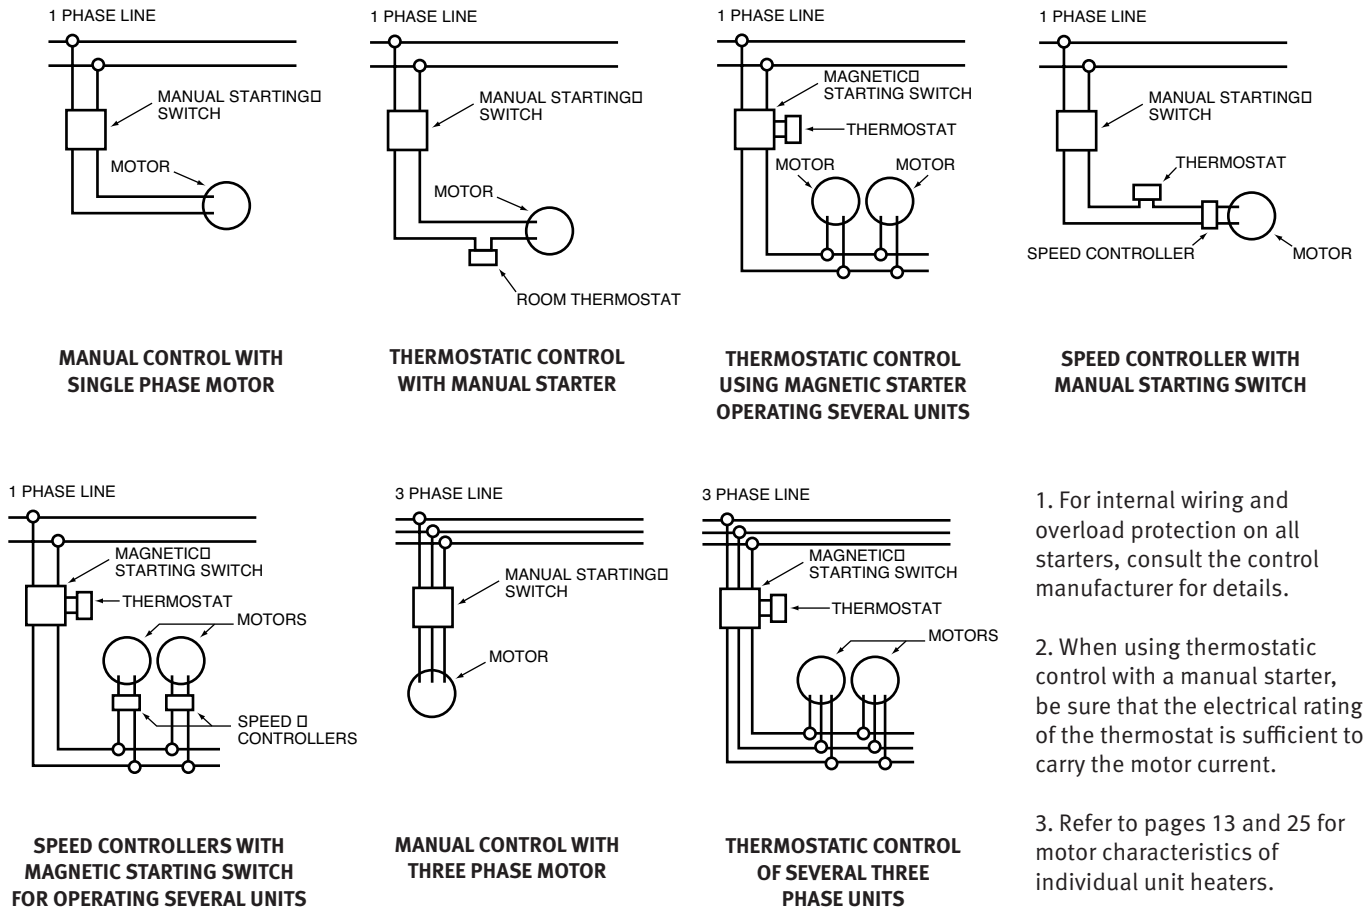 1 PHASE LINE
MANUAL STARTING□
SWITCH
MOTOR
MANUAL CONTROL WITH
SINGLE PHASE MOTOR
1 PHASE LINE
MANUAL STARTING□
SWITCH
MOTOR
ROOM THERMOSTAT
THERMOSTATIC CONTROL
WITH MANUAL STARTER
1 PHASE LINE
MAGNETIC□
STARTING SWITCH
THERMOSTAT
MOTOR
MOTOR
THERMOSTATIC CONTROL
USING MAGNETIC STARTER
OPERATING SEVERAL UNITS
1 PHASE LINE
MANUAL STARTING□
SWITCH
THERMOSTAT
SPEED CONTROLLER
MOTOR
SPEED CONTROLLER WITH
MANUAL STARTING SWITCH
1 PHASE LINE
MAGNETIC□
STARTING SWITCH
THERMOSTAT
MOTORS
SPEED □
CONTROLLERS
SPEED CONTROLLERS WITH
MAGNETIC STARTING SWITCH
FOR OPERATING SEVERAL UNITS
3 PHASE LINE
MANUAL STARTING□
SWITCH
MOTOR
MANUAL CONTROL WITH
THREE PHASE MOTOR
3 PHASE LINE
MAGNETIC□
STARTING SWITCH
THERMOSTAT
MOTORS
THERMOSTATIC CONTROL
OF SEVERAL THREE
PHASE UNITS
1. For internal wiring and
overload protection on all
starters, consult the control
manufacturer for details.
2. When using thermostatic
control with a manual starter,
be sure that the electrical rating
of the thermostat is sufficient to
carry the motor current.
3. Refer to pages 13 and 25 for
motor characteristics of
individual unit heaters.